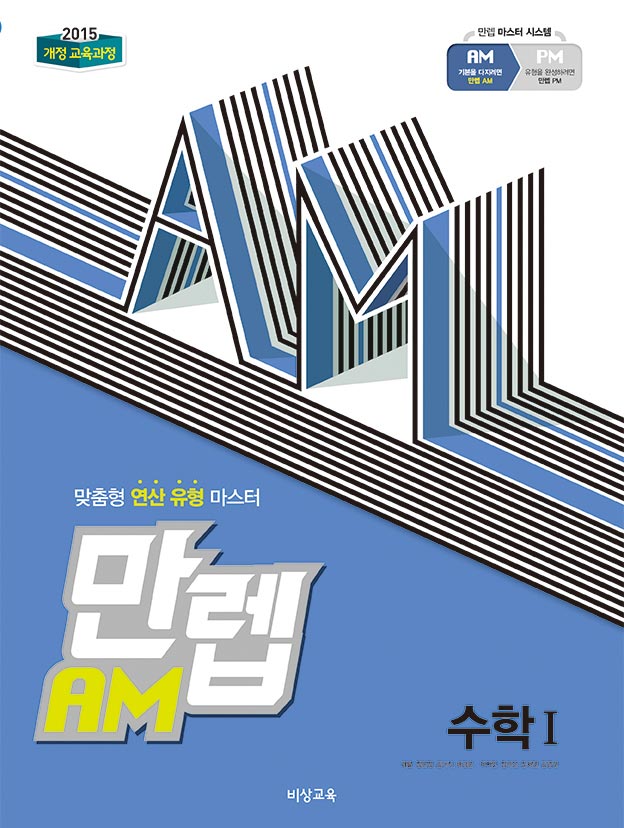 2015
개정 교육과정
만렙 마스터 시스템
AM
기본을 다지려면
만렙 AM
PM
유형을 완성하려면
만렙 PM
AM
맞춤형 연산 유형 마스터
만렙
AM
수학 I
비상교육